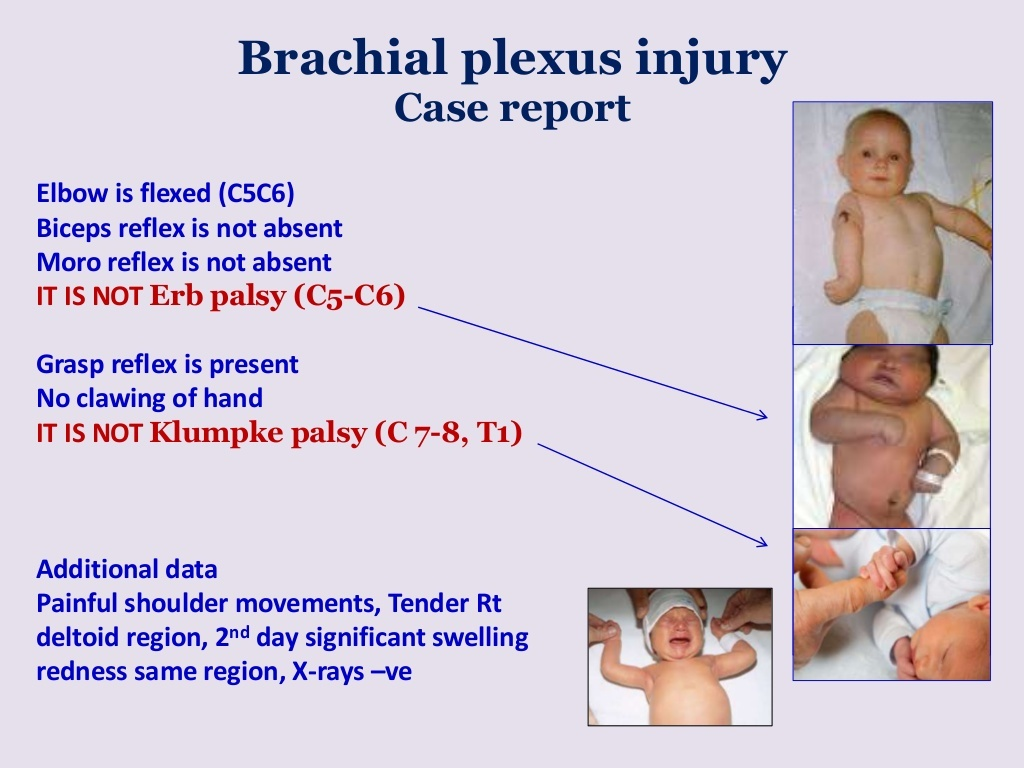 Brachial plexus injury
Case report
Elbow is flexed (C5C6)
Biceps reflex is not absent
Moro reflex is not absent
IT IS NOT Erb palsy (C5-C6)
Grasp reflex is present
No clawing of hand
IT IS NOT Klumpke palsy (C 7-8, T1)
Additional data
Painful shoulder movements, Tender Rt
deltoid region, 2nd day significant swelling
redness same region, X-rays –ve